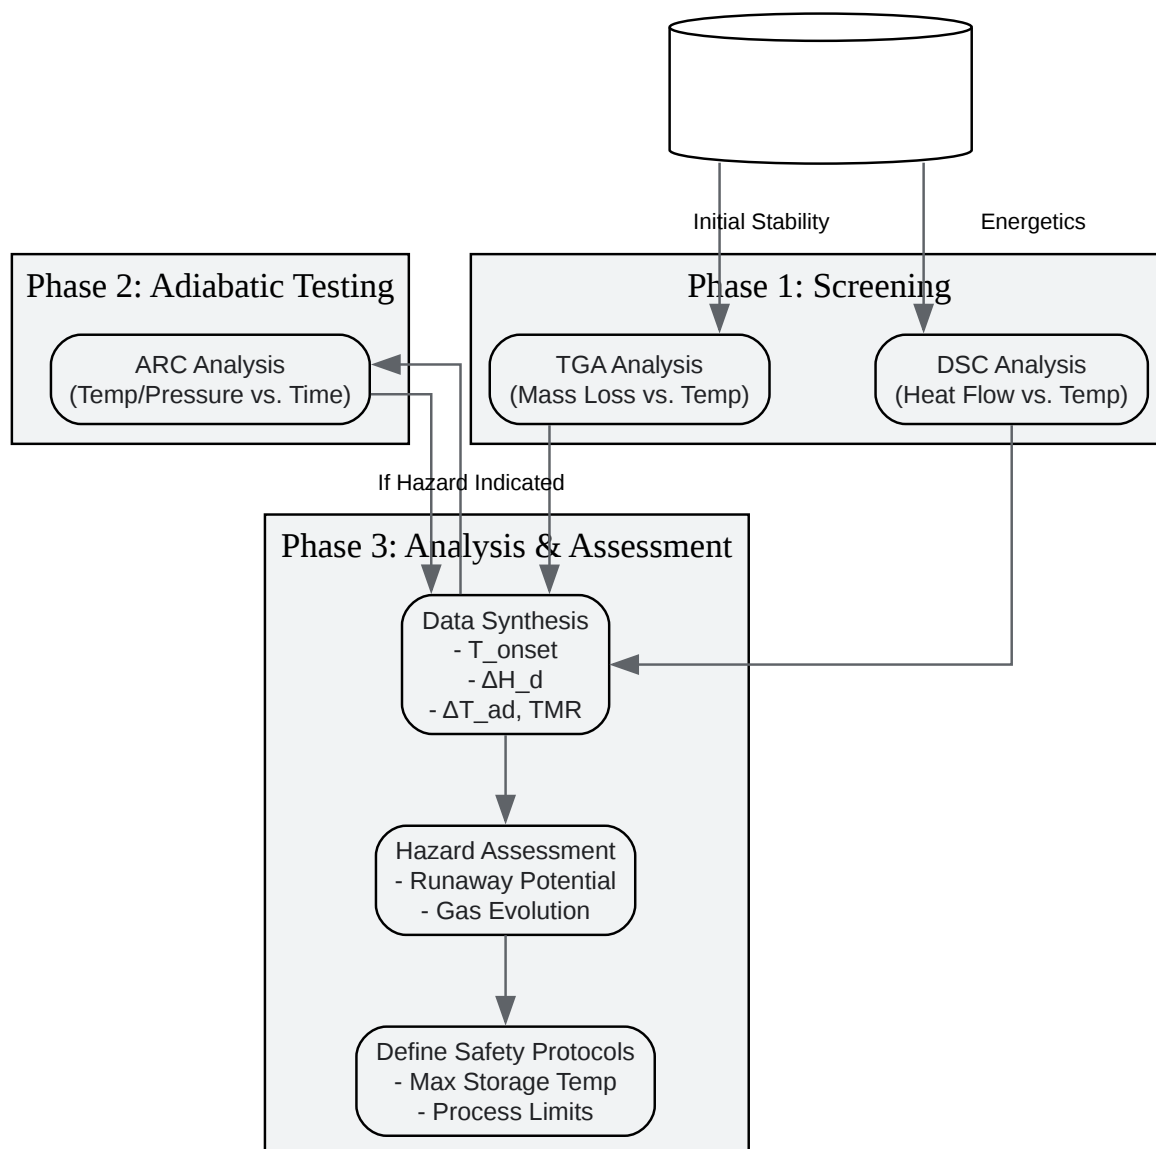 Initial Stability
Energetics
Phase 2: Adiabatic Testing
ARC Analysis
(Temp/Pressure vs. Time)
Phase 1: Screening
TGA Analysis
(Mass Loss vs. Temp)
DSC Analysis
(Heat Flow vs. Temp)
If Hazard Indicated
Phase 3: Analysis & Assessment
Data Synthesis
- T_onset
- ΔH_d
- ΔT_ad, TMR
Hazard Assessment
- Runaway Potential
- Gas Evolution
Define Safety Protocols
- Max Storage Temp
- Process Limits